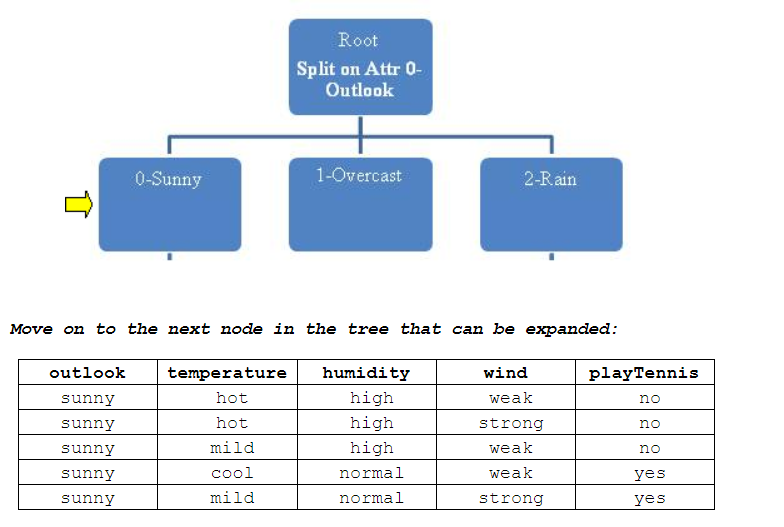 Root
Split on Attr 0-
Outlook
0-Sunny
1-Overcast
2-Rain
Move on to the next node in the tree that can be expanded:
outlook temperature humidity wind playTennis
sunny hot high weak no
sunny hot high strong no
sunny mild high weak no
sunny cool normal weak yes
sunny mild normal strong yes